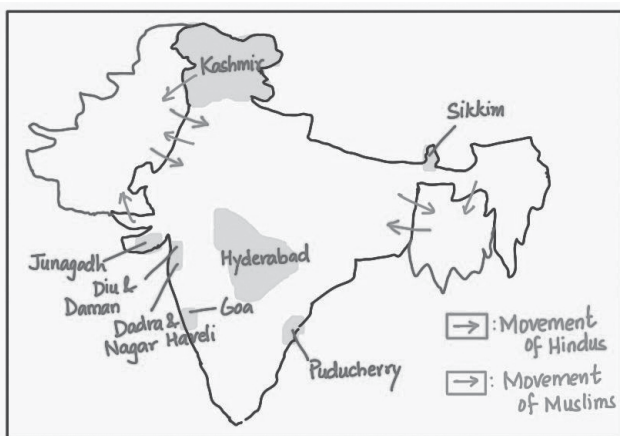 Kashmir
Sikkim
Junagadh
Hyderabad
Diu &
Daman
Goa
Dadra &
Nagar Haveli
Puducherry
: Movement
of Hindus
: Movement
of Muslims